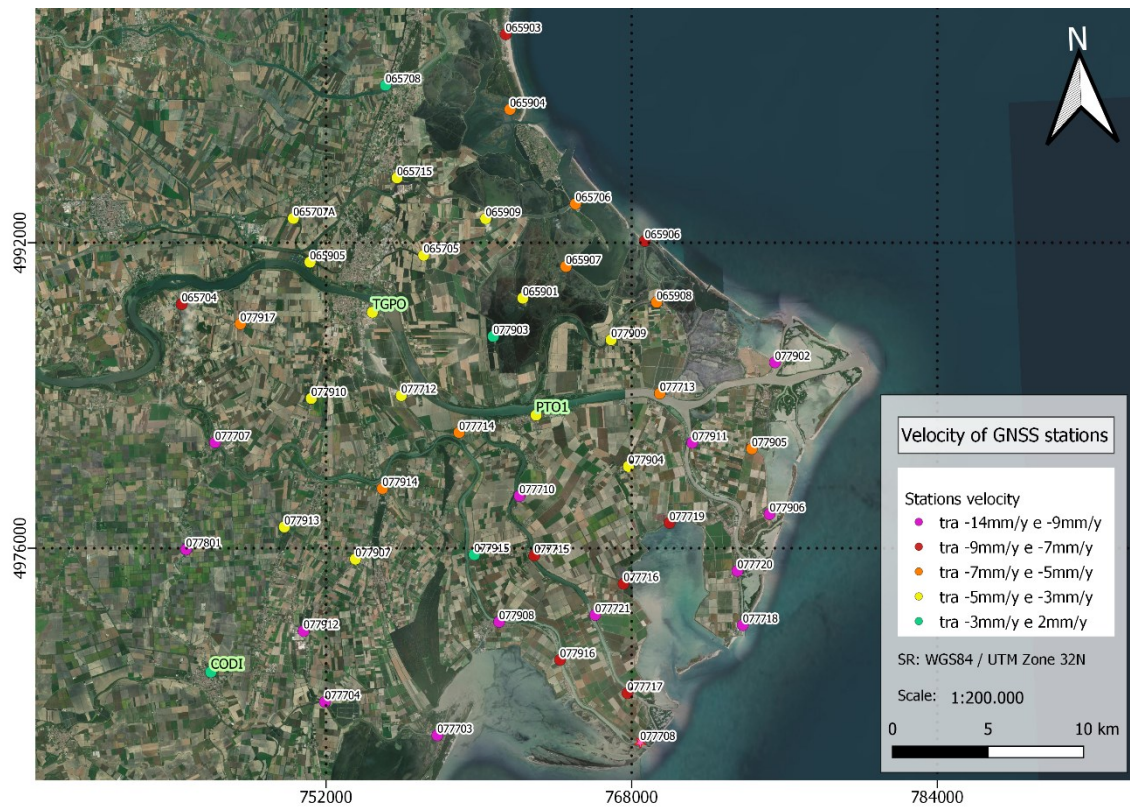 065903
N
065708
065904
065715
065706
065707A
065909
4992000
065906
065905
065705
065907
065901
065704
TGPO
065908
077917
077903
077909
077902
077910
077712
077713
PTO1
077707
077714
077911
077905
077904
077914
077710
077906
077913
077719
4976000
077801
077907
077915
077715
077720
077716
077721
077912
077908
077718
CODI
077916
077704
077717
077703
077708
Velocity of GNSS stations
Stations velocity
tra -14mm/y e -9mm/y
tra -9mm/y e -7mm/y
tra -7mm/y e -5mm/y
tra -5mm/y e -3mm/y
tra -3mm/y e 2mm/y
SR: WGS84 / UTM Zone 32N
Scale: 1:200.000
0 5 10 km
752000 768000 784000